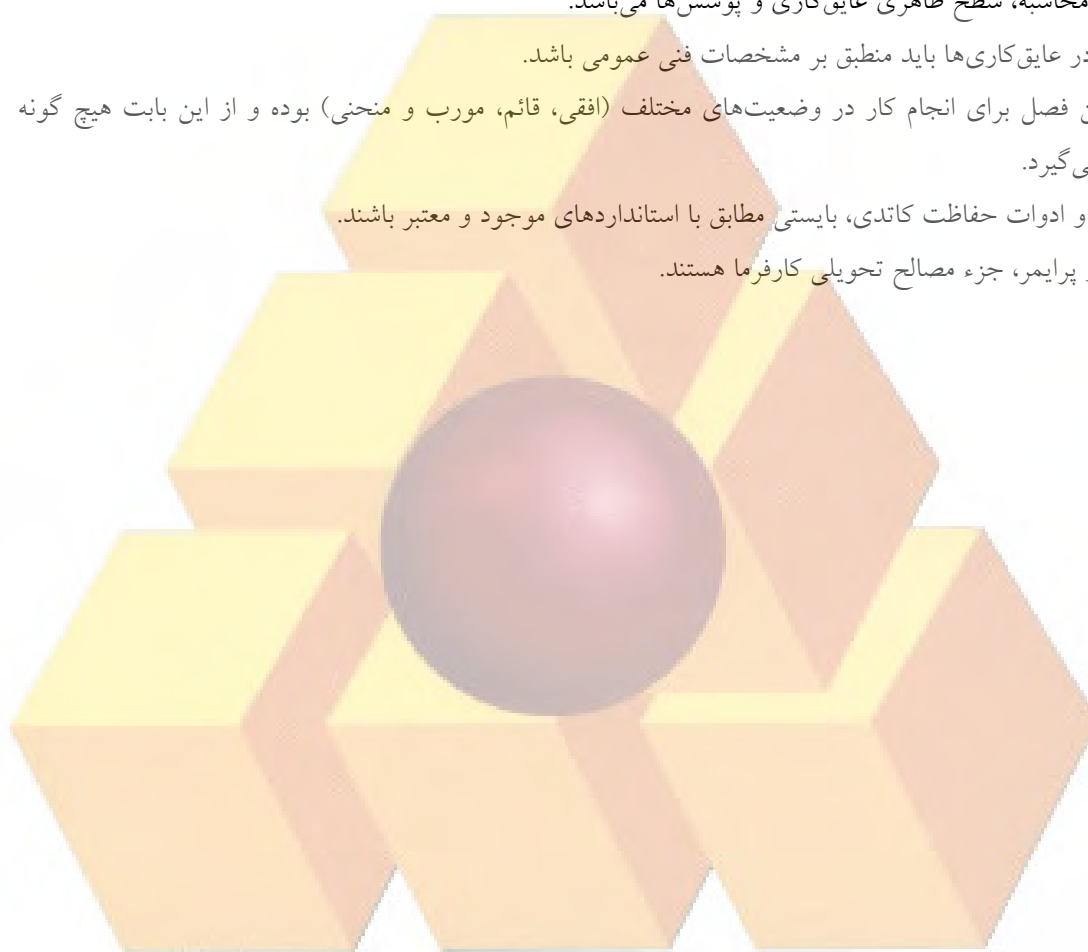 محاسبه، سطح ظاهری عایق‌کاری و پوشش‌ها می‌باشد.
در عایق‌کاری‌ها باید منطبق بر مشخصات فنی عمومی باشد.
فصل برای انجام کار در وضعیت‌های مختلف (افقی، قائم، مورب و منحنی) بوده و از این بابت هیچ گونه
و ادوات حفاظت کاتدی، بایستی مطابق با استانداردهای موجود و معتبر باشند.
پرایمر، جزء مصالح تحویلی کارفرما هستند.